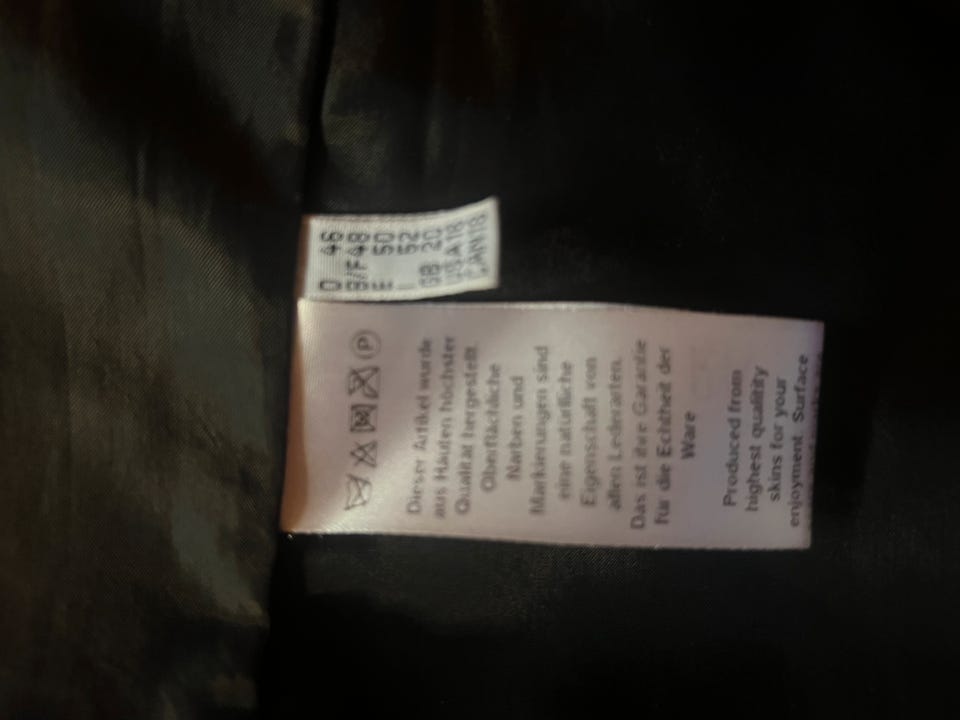 D 46
B/F 48
E 50
I 52
GB 20
USA 18
CAN 18
P
Dieser Artikel wurde
aus Häuten höchster
Qualität hergestellt.
Oberflächliche
Narben und
Markierungen sind
eine natürliche
Eigenschaft von
allen Lederarten.
Das ist ihre Garantie
für die Echtheit der
Ware
Produced from
highest quality
skins for your
enjoyment Surface